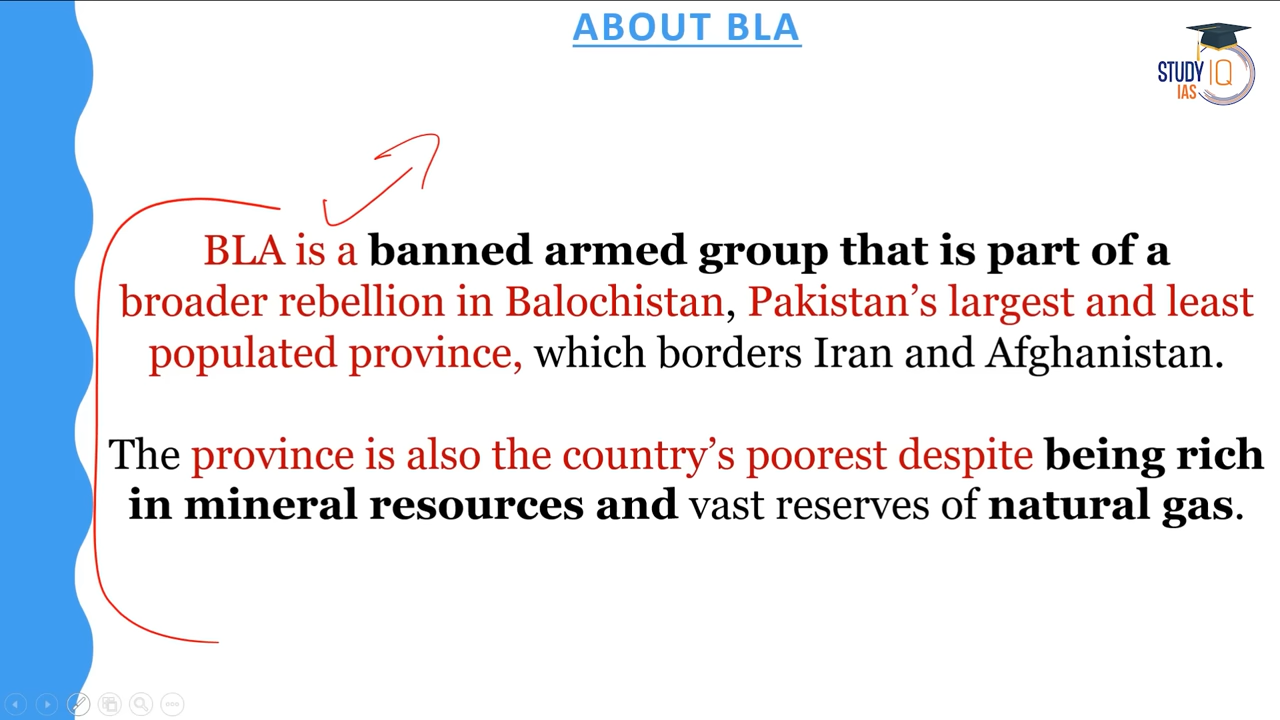 ABOUT BLA
STUDY IQ
IAS
BLA is a banned armed group that is part of a
broader rebellion in Balochistan, Pakistan’s largest and least
populated province, which borders Iran and Afghanistan.
The province is also the country’s poorest despite being rich
in mineral resources and vast reserves of natural gas.